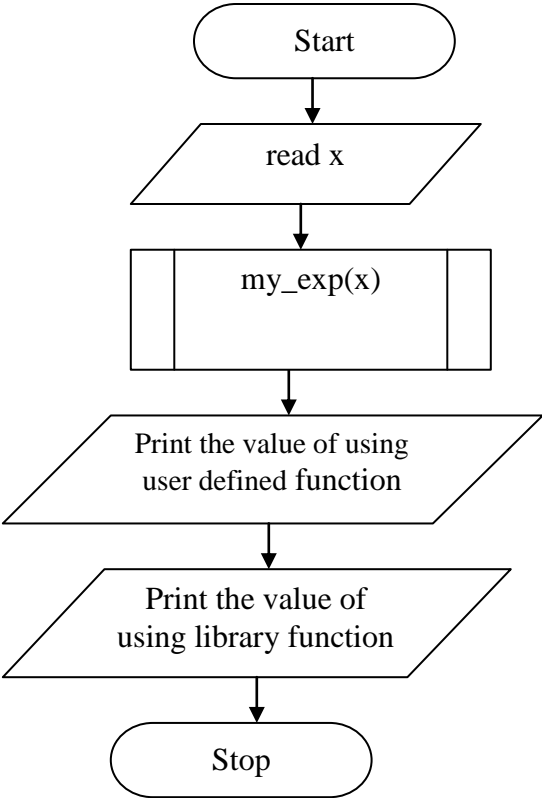 Start
read x
my_exp(x)
Print the value of using
user defined function
Print the value of
using library function
Stop